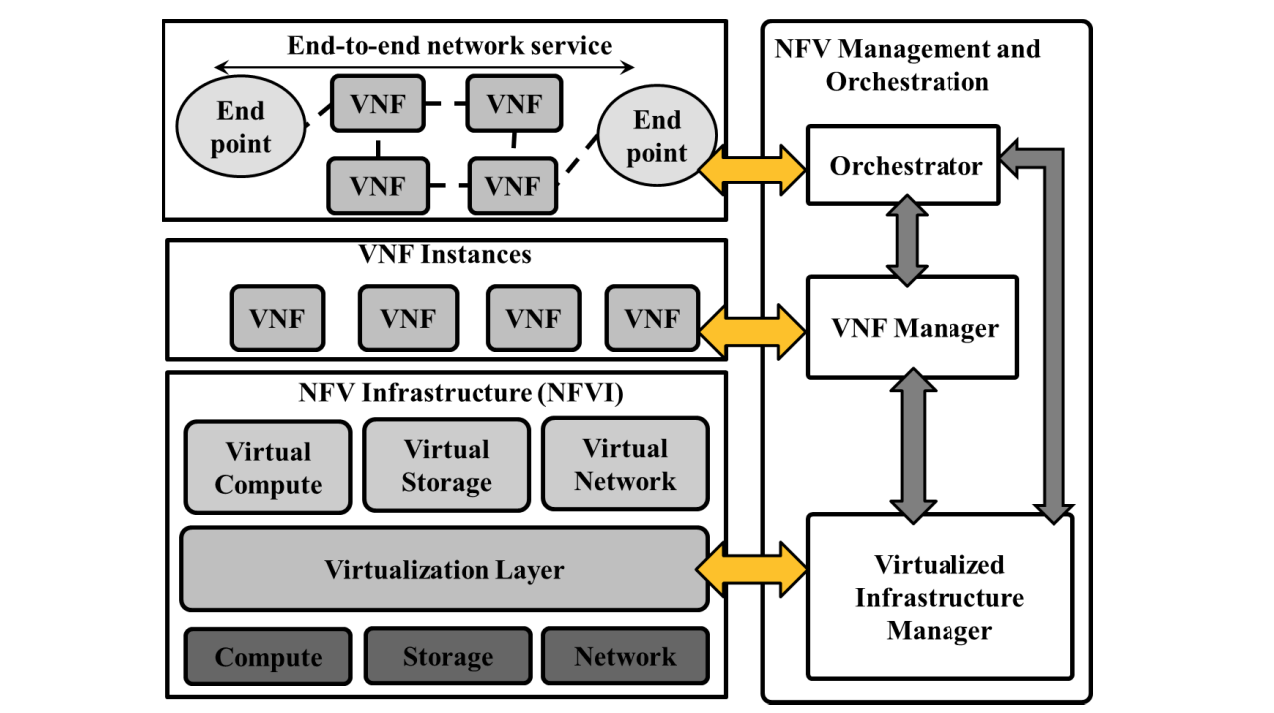 End-to-end network service
End
point
VNF
VNF
VNF
VNF
End
point
VNF Instances
VNF
VNF
VNF
VNF
NFV Infrastructure (NFVI)
Virtual
Compute
Virtual
Storage
Virtual
Network
Virtualization Layer
Compute
Storage
Network
NFV Management and
Orchestration
Orchestrator
VNF Manager
Virtualized
Infrastructure
Manager